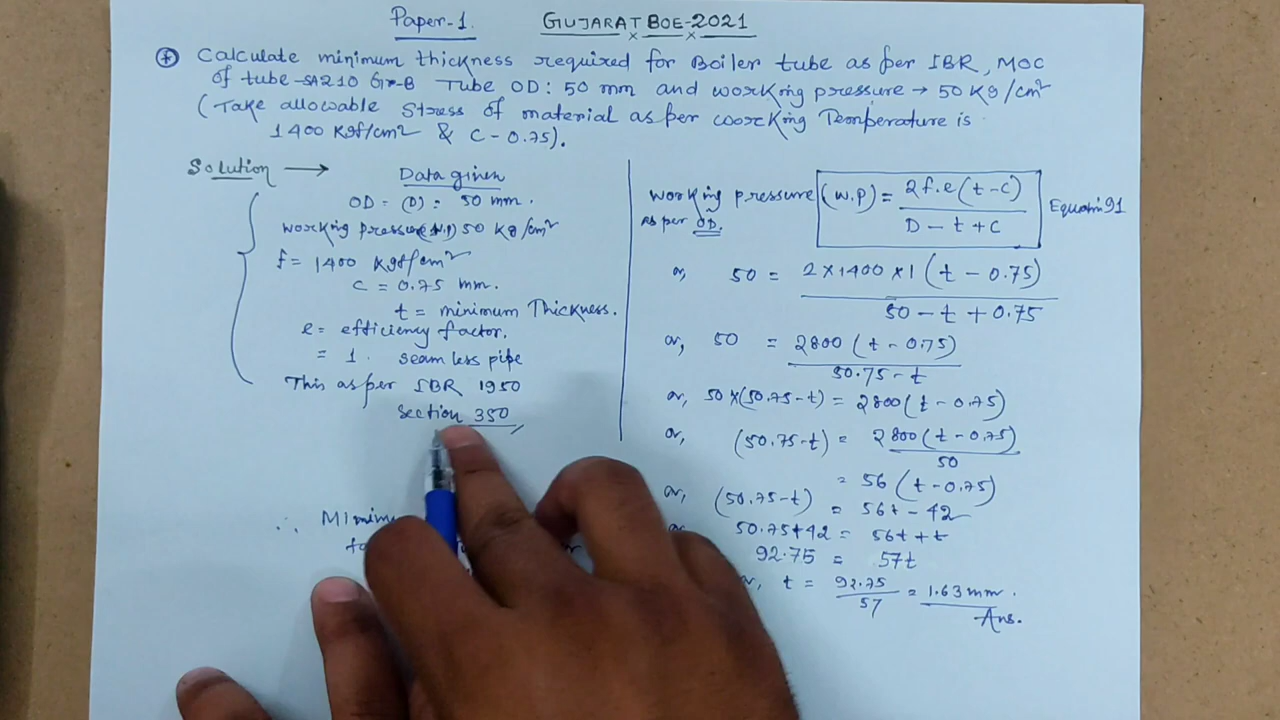 Paper-1. GUJARAT BOE-2021
Calculate minimum thickness required for Boiler tube as per IBR, MOC
of tube-SA210 Gr-B Tube OD: 50 mm and working pressure → 50 Kg/cm²
(Take allowable Stress of material as per woorking Temperature is
1400 Kgf/cm² & C-0.75).
Solution →
Data given
OD = (D) = 50 mm.
working pressure (W.P) 50 Kg/cm²
f = 1400 Kgf/cm²
C = 0.75 mm.
t = minimum Thickness.
e = efficiency factor.
= 1. seam less pipe
This as per IBR 1950
Section 350
∴ Minim
working pressure (W.P) = 2f.e(t-C) / D-t+C
as per OD.
or, 50 = 2×1400×1(t-0.75) / 50-t+0.75
or, 50 = 2800(t-0.75) / 50.75-t
or, 50×(50.75-t) = 2800(t-0.75)
or, (50.75-t) = 2800(t-0.75) / 50
= 56(t-0.75)
or, (50.75-t) = 56t-42
50.75+42 = 56t+t
92.75 = 57t
t = 92.75 / 57 = 1.63 mm.
Ans.